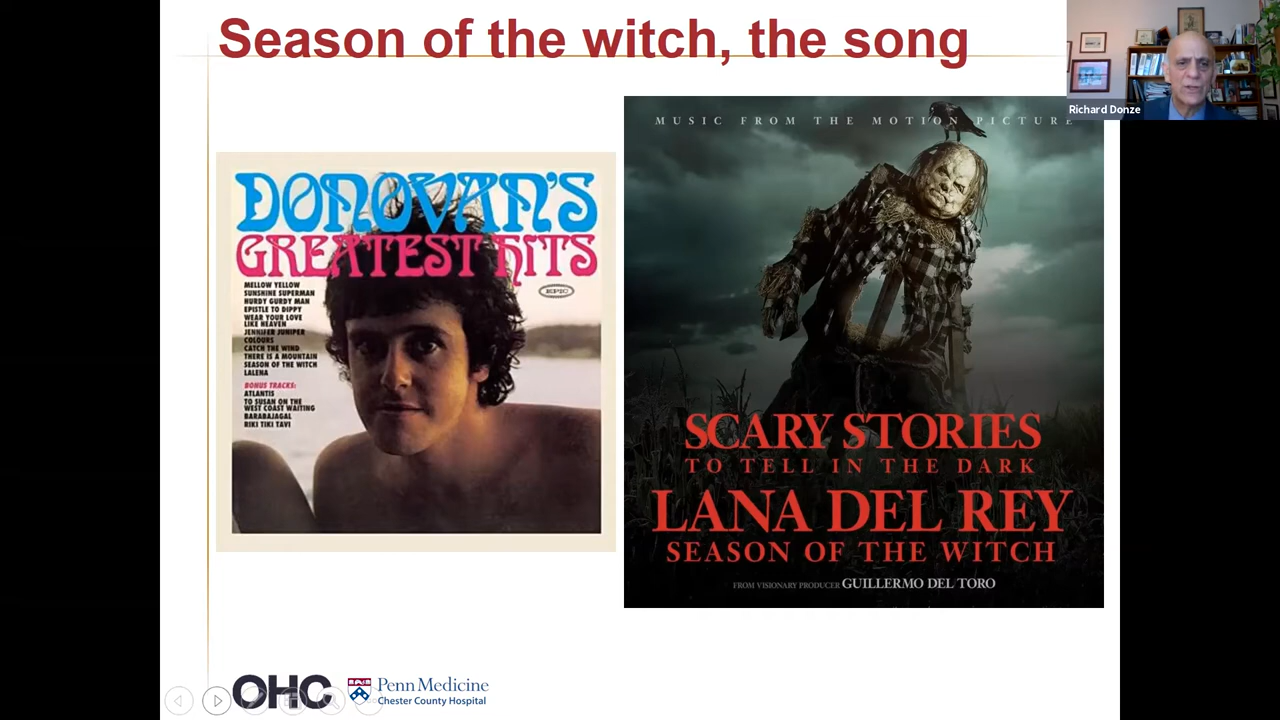 Season of the witch, the song
Richard Donze
DONOVAN'S
GREATEST HITS
EPIC
MELLOW YELLOW
SUNSHINE SUPERMAN
HURDY GURDY MAN
EPISTLE TO DIPPY
WEAR YOUR LOVE
LIKE HEAVEN
JENNIFER JUNIPER
COLOURS
CATCH THE WIND
THERE IS A MOUNTAIN
SEASON OF THE WITCH
LALENA
BONUS TRACKS:
ATLANTIS
TO SUSAN ON THE
WEST COAST WAITING
BARABAJAGAL
RIKI TIKI TAVI
MUSIC FROM THE MOTION PICTURE
SCARY STORIES
TO TELL IN THE DARK
LANA DEL REY
SEASON OF THE WITCH
FROM VISIONARY PRODUCER GUILLERMO DEL TORO
OHC
Penn Medicine
Chester County Hospital